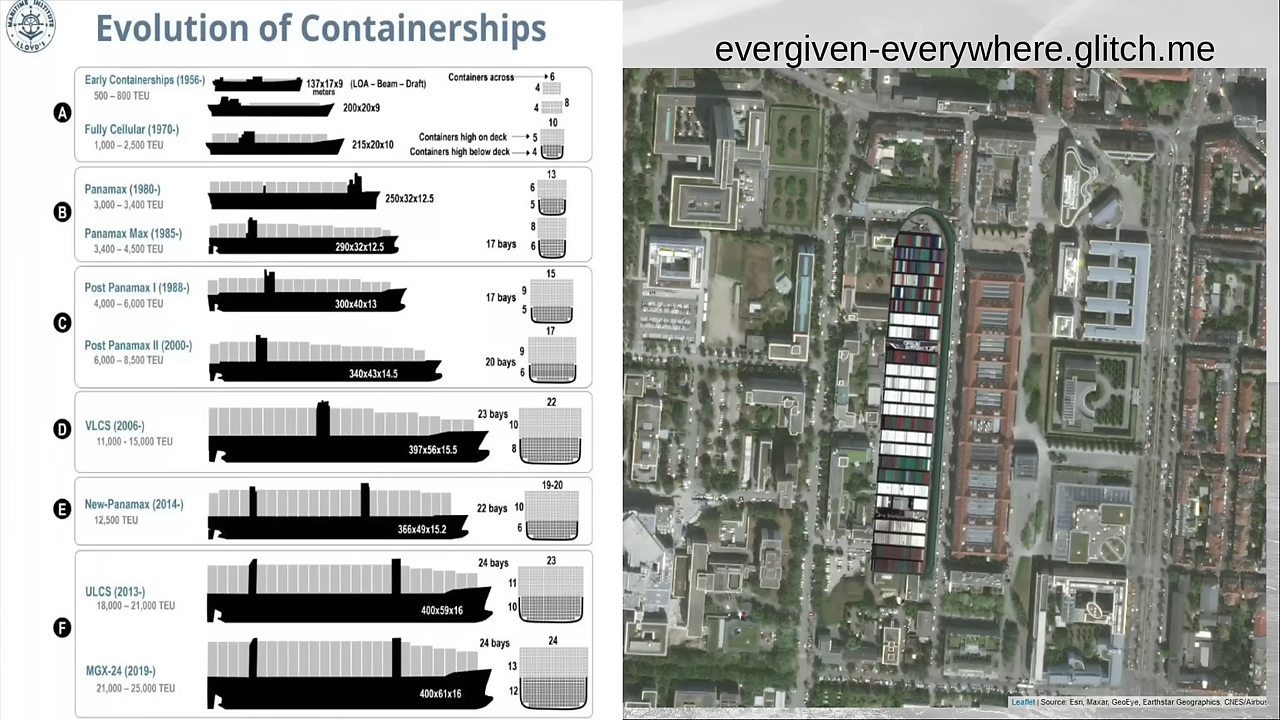 MARITIME INSTITUTE
LLOYD'S
Evolution of Containerships
A
Early Containerships (1956-)
500 – 800 TEU
137x17x9 (LOA – Beam – Draft)
meters
Containers across
6
4
200x20x9
4
8
Fully Cellular (1970-)
1,000 – 2,500 TEU
215x20x10
10
Containers high on deck
5
Containers high below deck
4
B
Panamax (1980-)
3,000 – 3,400 TEU
250x32x12.5
13
6
5
Panamax Max (1985-)
3,400 – 4,500 TEU
290x32x12.5
17 bays
8
6
C
Post Panamax I (1988-)
4,000 – 6,000 TEU
300x40x13
17 bays
15
9
5
Post Panamax II (2000-)
6,000 – 8,500 TEU
340x43x14.5
20 bays
17
9
6
D
VLCS (2006-)
11,000 - 15,000 TEU
397x56x15.5
23 bays
22
10
8
E
New-Panamax (2014-)
12,500 TEU
366x49x15.2
22 bays
19-20
10
6
F
ULCS (2013-)
18,000 – 21,000 TEU
400x59x16
24 bays
23
11
10
MGX-24 (2019-)
21,000 – 25,000 TEU
400x61x16
24 bays
24
13
12
evergiven-everywhere.glitch.me
Leaflet | Source: Esri, Maxar, GeoEye, Earthstar Geographics, CNES/Airbus